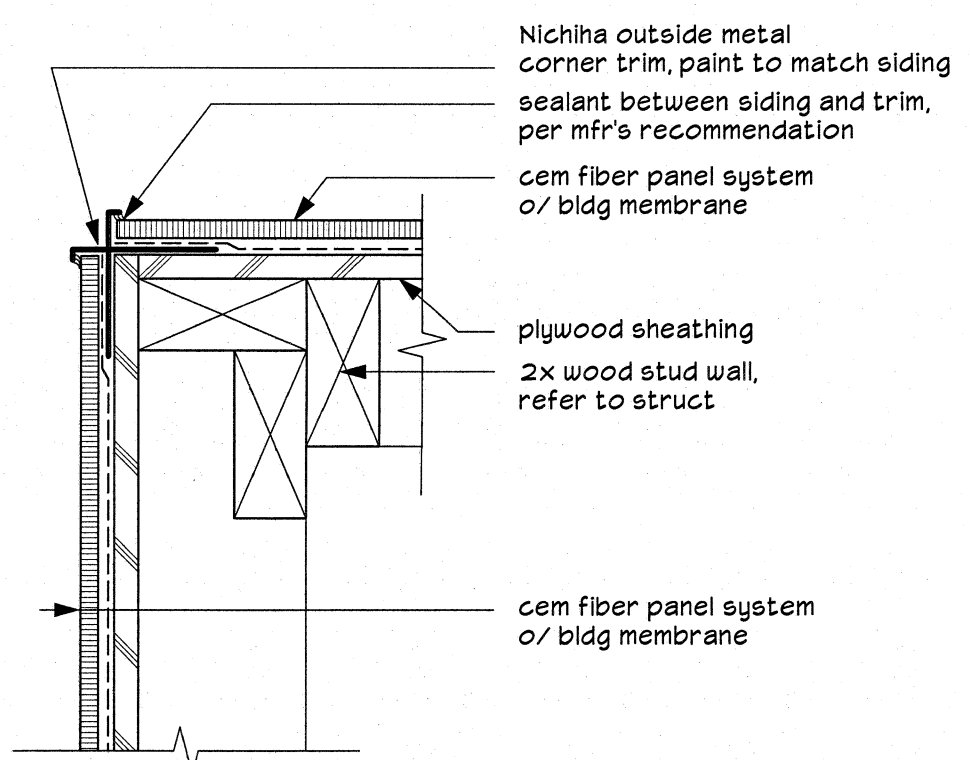 Nichiha outside metal
corner trim, paint to match siding
sealant between siding and trim,
per mfr's recommendation
cem fiber panel system
o/ bldg membrane
plywood sheathing
2x wood stud wall,
refer to struct
cem fiber panel system
o/ bldg membrane